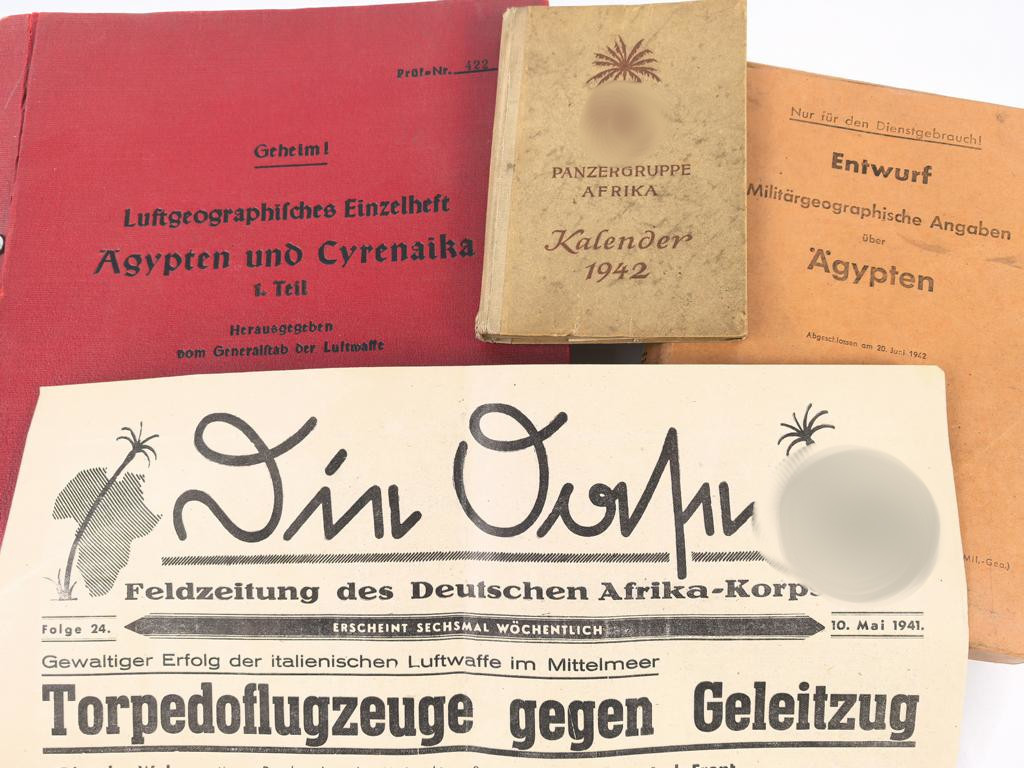 Prüf-Nr. 422
Geheim!
Luftgeographisches Einzelheft
Ägypten und Cyrenaika
1. Teil
Herausgegeben
vom Generalstab der Luftwaffe
PANZERGRUPPE
AFRIKA
Kalender
1942
Nur für den Dienstgebrauch!
Entwurf
Militärgeographische Angaben
über
Ägypten
Abgeschlossen am 20. Juni 1942
Mil.-Geo.)
Die Oase
Feldzeitung des Deutschen Afrika-Korps
Folge 24.
ERSCHEINT SECHSMAL WÖCHENTLICH
10. Mai 1941.
Gewaltiger Erfolg der italienischen Luftwaffe im Mittelmeer
Torpedoflugzeuge gegen Geleitzug